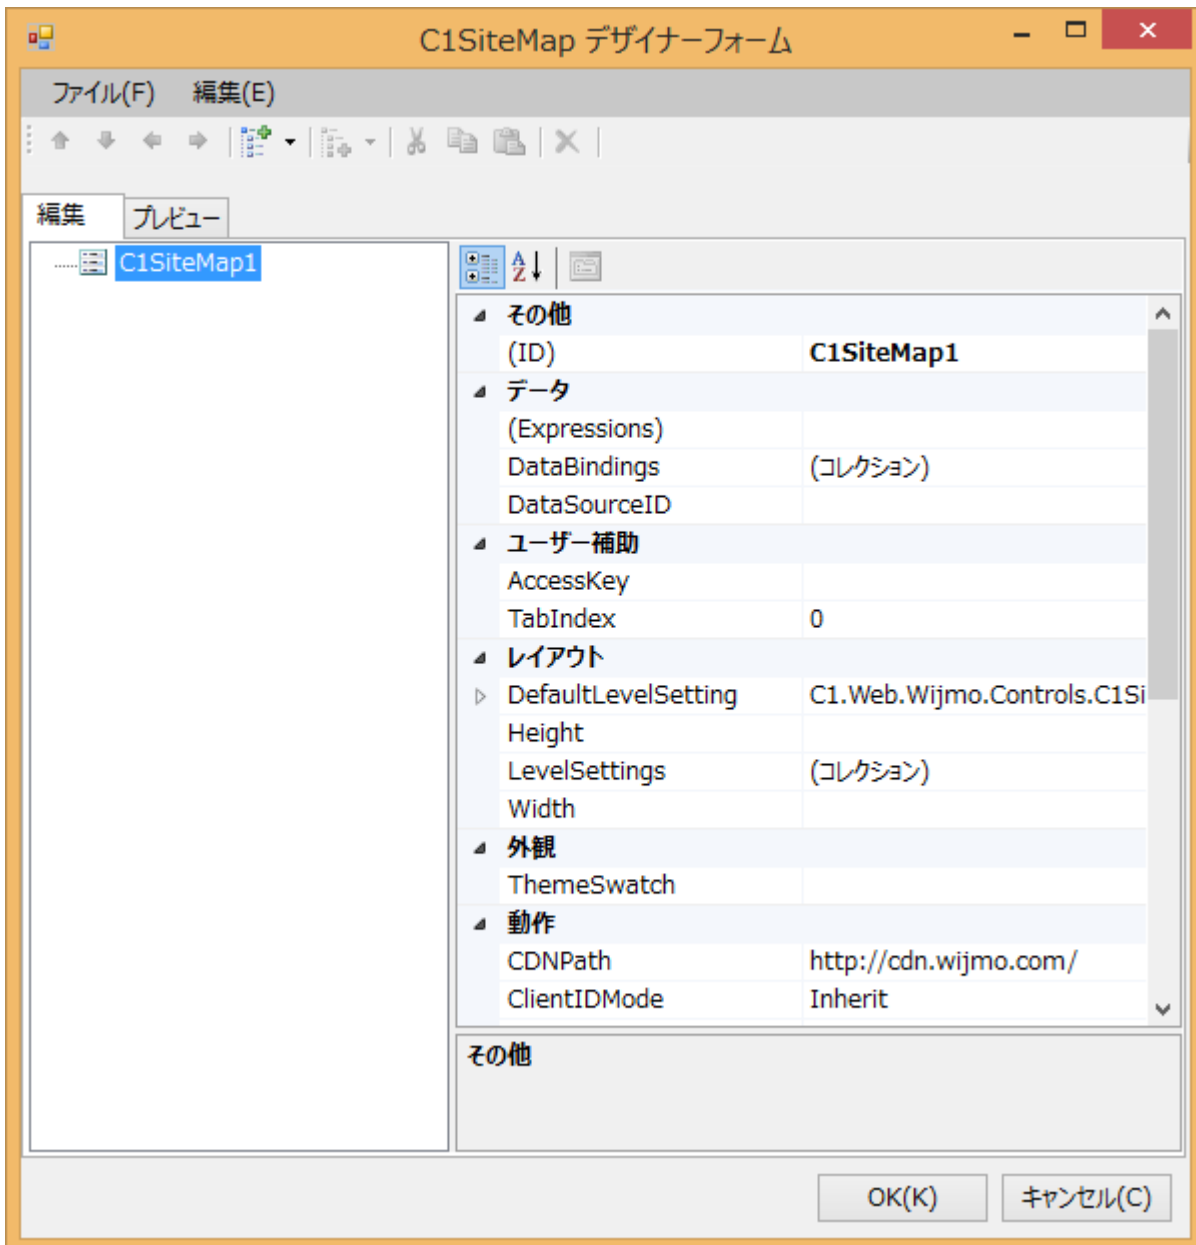 C1SiteMap デザイナーフォーム
ファイル(F) 編集(E)
編集 プレビュー
C1SiteMap1
その他
(ID) C1SiteMap1
データ
(Expressions)
DataBindings (コレクション)
DataSourceID
ユーザー補助
AccessKey
TabIndex 0
レイアウト
DefaultLevelSetting C1.Web.Wijmo.Controls.C1Si
Height
LevelSettings (コレクション)
Width
外観
ThemeSwatch
動作
CDNPath http://cdn.wijmo.com/
ClientIDMode Inherit
その他
OK(K) キャンセル(C)